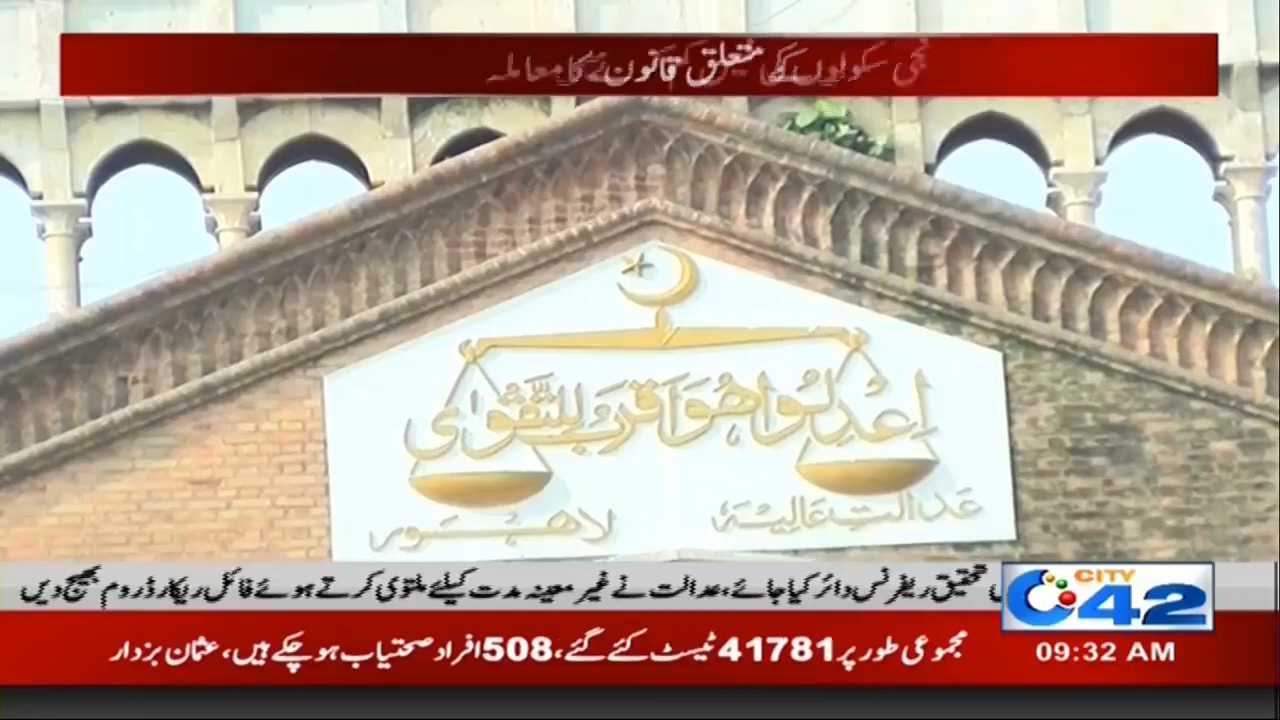 نجی سکولوں کی متعلق قانون کا معاملہ
اعدلوا هو اقرب للتقوى
عدالت عالیہ
لاہور
تحقیق ریفرنس دائر کیا جائے، عدالت نے غیر معینہ مدت کیلئے ملتوی کرتے ہوئے فائل ریکارڈ روم بھیج دیں
CITY
42
مجموعی طور پر 41781 ٹیسٹ کئے گئے، 508 افراد صحتیاب ہو چکے ہیں، عثمان بزدار
09:32 AM